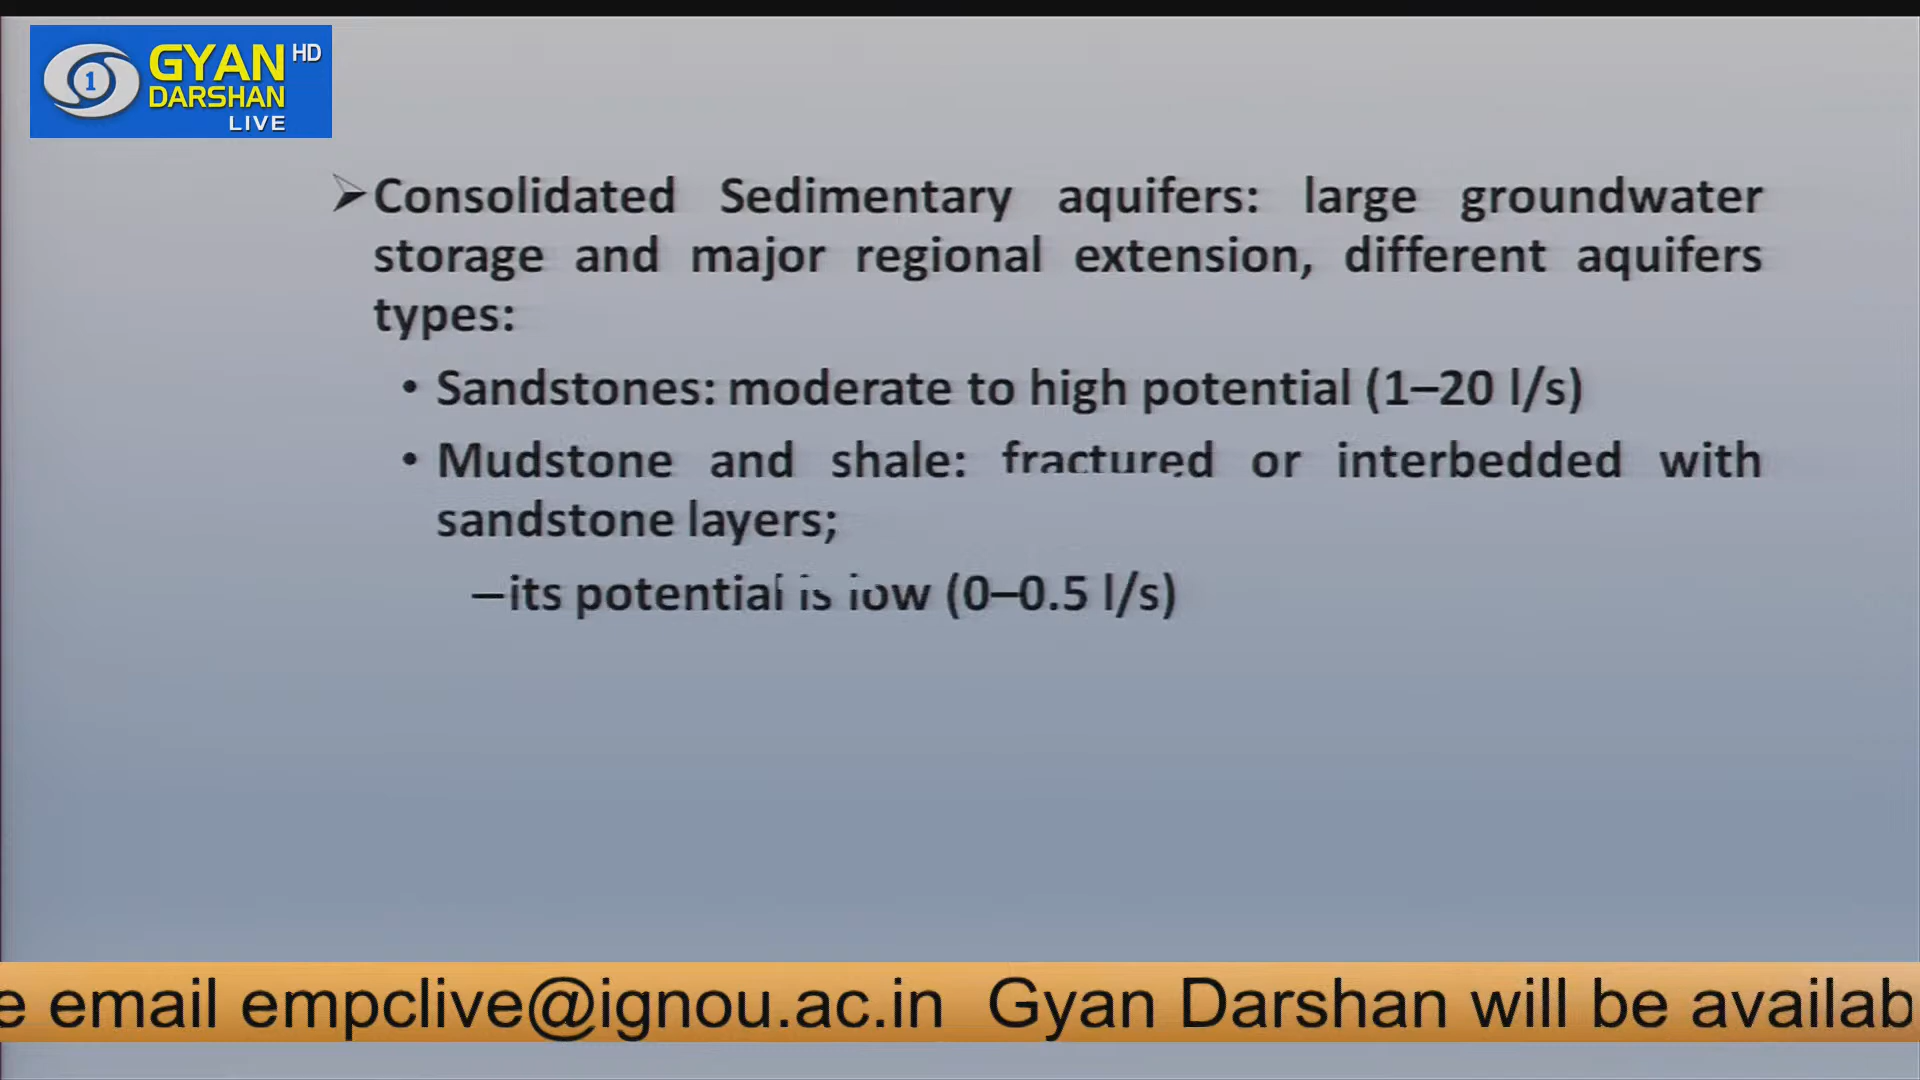 1
GYAN HD
DARSHAN
LIVE
➢Consolidated Sedimentary aquifers: large groundwater
storage and major regional extension, different aquifers
types:
• Sandstones: moderate to high potential (1–20 l/s)
• Mudstone and shale: fractured or interbedded with
sandstone layers;
–its potential is low (0–0.5 l/s)
e email empclive@ignou.ac.in Gyan Darshan will be availab